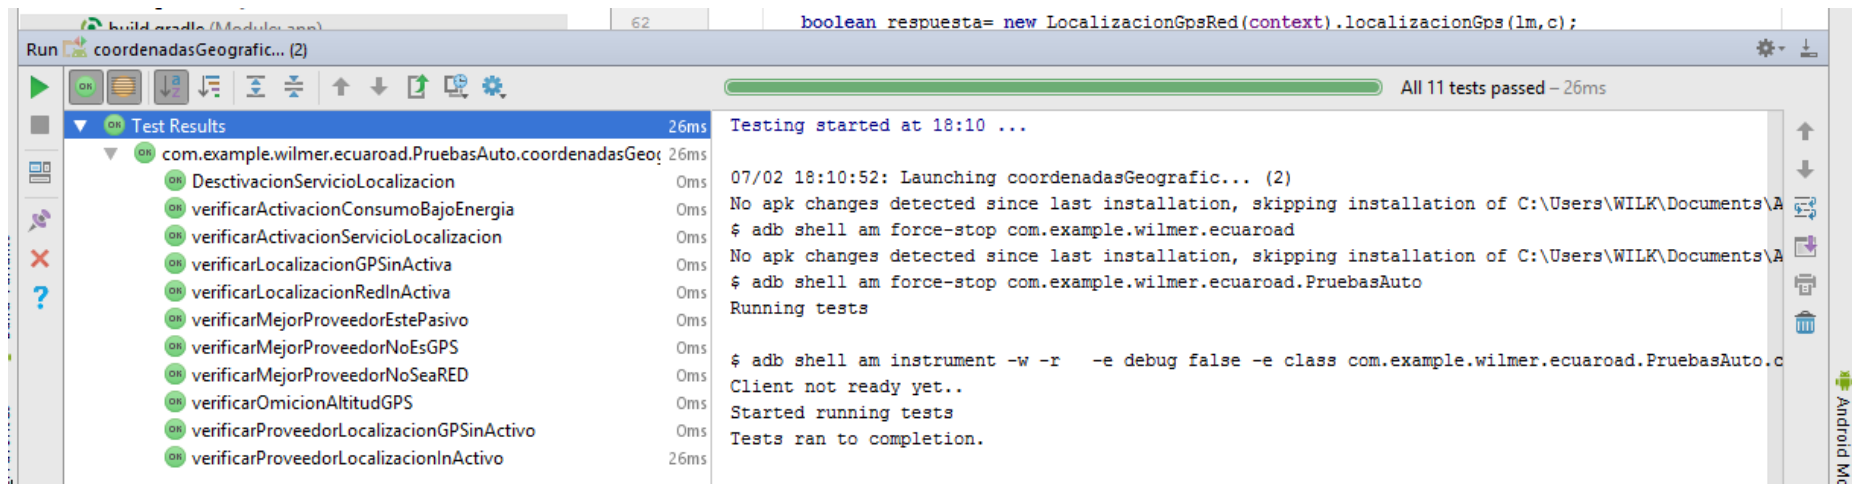 build.gradle (Module: app)
62
boolean respuesta= new LocalizacionGpsRed(context).localizacionGps(lm,c);
Run coordenadasGeografic... (2)
All 11 tests passed – 26ms
Test Results 26ms
com.example.wilmer.ecuaroad.PruebasAuto.coordenadasGeog 26ms
DesctivacionServicioLocalizacion 0ms
verificarActivacionConsumoBajoEnergia 0ms
verificarActivacionServicioLocalizacion 0ms
verificarLocalizacionGPSinActiva 0ms
verificarLocalizacionRedInActiva 0ms
verificarMejorProveedorEstePasivo 0ms
verificarMejorProveedorNoEsGPS 0ms
verificarMejorProveedorNoSeaRED 0ms
verificarOmicionAltitudGPS 0ms
verificarProveedorLocalizacionGPSinActivo 0ms
verificarProveedorLocalizacionInActivo 26ms
Testing started at 18:10 ...
07/02 18:10:52: Launching coordenadasGeografic... (2)
No apk changes detected since last installation, skipping installation of C:\Users\WILK\Documents\A
$ adb shell am force-stop com.example.wilmer.ecuaroad
No apk changes detected since last installation, skipping installation of C:\Users\WILK\Documents\A
$ adb shell am force-stop com.example.wilmer.ecuaroad.PruebasAuto
Running tests
$ adb shell am instrument -w -r   -e debug false -e class com.example.wilmer.ecuaroad.PruebasAuto.c
Client not ready yet..
Started running tests
Tests ran to completion.
Android Mo